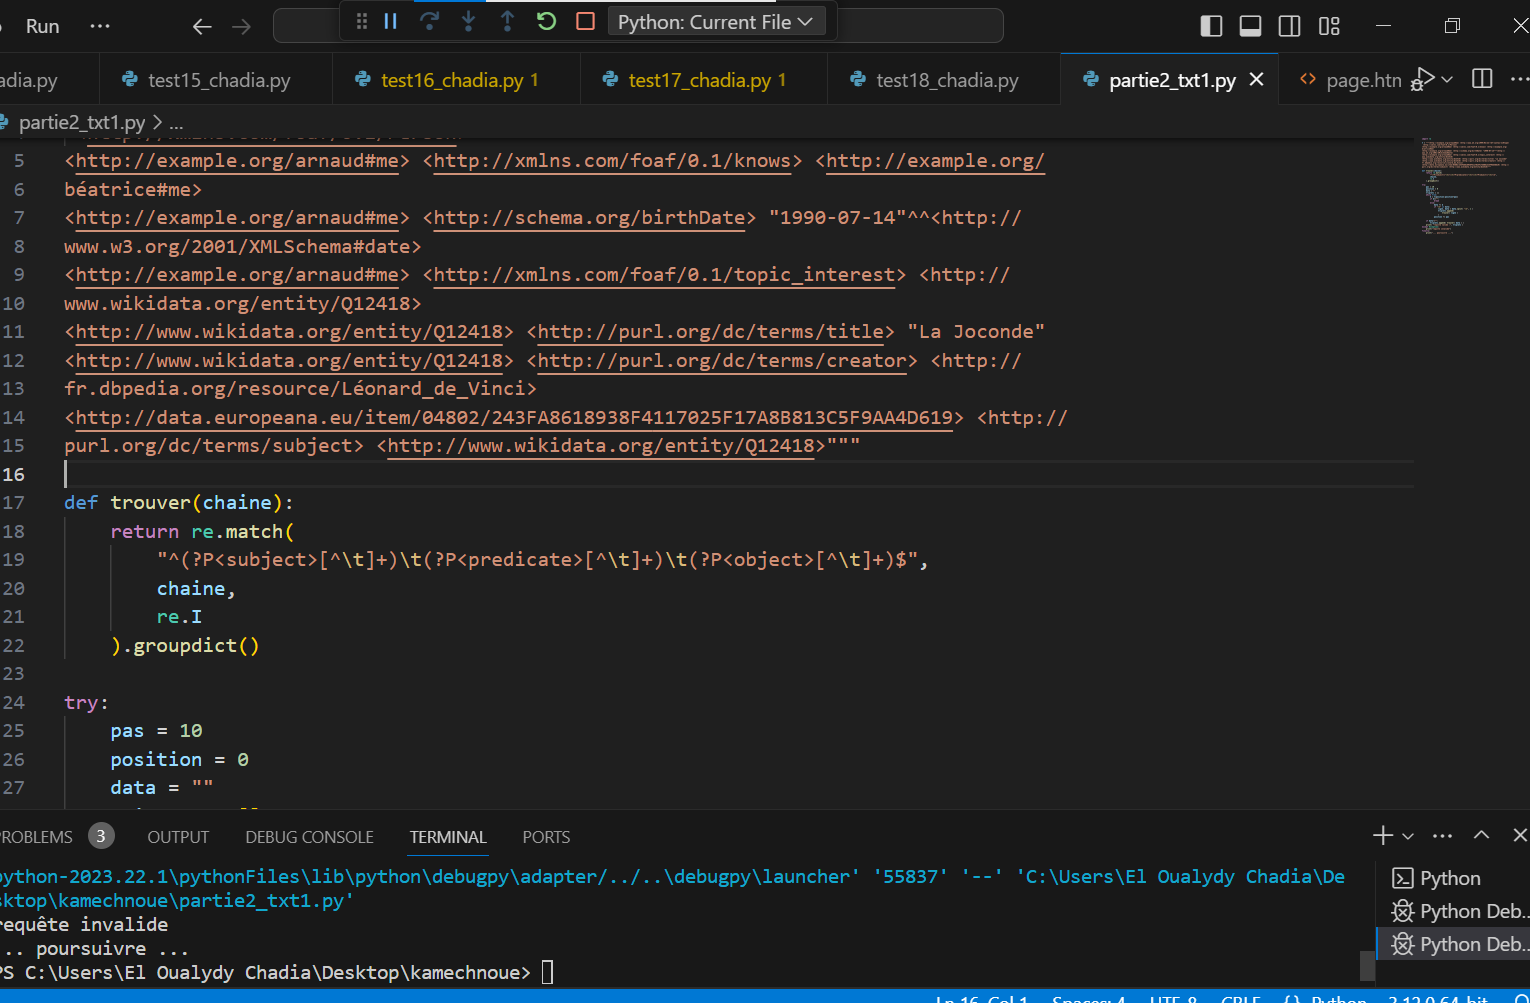 Run ···
Python: Current File
adia.py test15_chadia.py test16_chadia.py 1 test17_chadia.py 1 test18_chadia.py partie2_txt1.py page.htn
partie2_txt1.py > ...
5 <http://example.org/arnaud#me> <http://xmlns.com/foaf/0.1/knows> <http://example.org/
6 béatrice#me>
7 <http://example.org/arnaud#me> <http://schema.org/birthDate> "1990-07-14"^^<http://
8 www.w3.org/2001/XMLSchema#date>
9 <http://example.org/arnaud#me> <http://xmlns.com/foaf/0.1/topic_interest> <http://
10 www.wikidata.org/entity/Q12418>
11 <http://www.wikidata.org/entity/Q12418> <http://purl.org/dc/terms/title> "La Joconde"
12 <http://www.wikidata.org/entity/Q12418> <http://purl.org/dc/terms/creator> <http://
13 fr.dbpedia.org/resource/Léonard_de_Vinci>
14 <http://data.europeana.eu/item/04802/243FA8618938F4117025F17A8B813C5F9AA4D619> <http://
15 purl.org/dc/terms/subject> <http://www.wikidata.org/entity/Q12418>"""
16
17 def trouver(chaine):
18 return re.match(
19 "^(?P<subject>[^\t]+)\t(?P<predicate>[^\t]+)\t(?P<object>[^\t]+)$",
20 chaine,
21 re.I
22 ).groupdict()
23
24 try:
25 pas = 10
26 position = 0
27 data = ""
ROBLEMS 3 OUTPUT DEBUG CONSOLE TERMINAL PORTS
ython-2023.22.1\pythonFiles\lib\python\debugpy\adapter/../..\debugpy\launcher' '55837' '--' 'C:\Users\El Oualydy Chadia\De
sktop\kamechnoue\partie2_txt1.py'
requête invalide
.. poursuivre ...
PS C:\Users\El Oualydy Chadia\Desktop\kamechnoue>
Python
Python Deb...
Python Deb...
Ln 16, Col 1 Spaces: 4 UTF-8 CRLF {} Python 3.12.0 64-bit